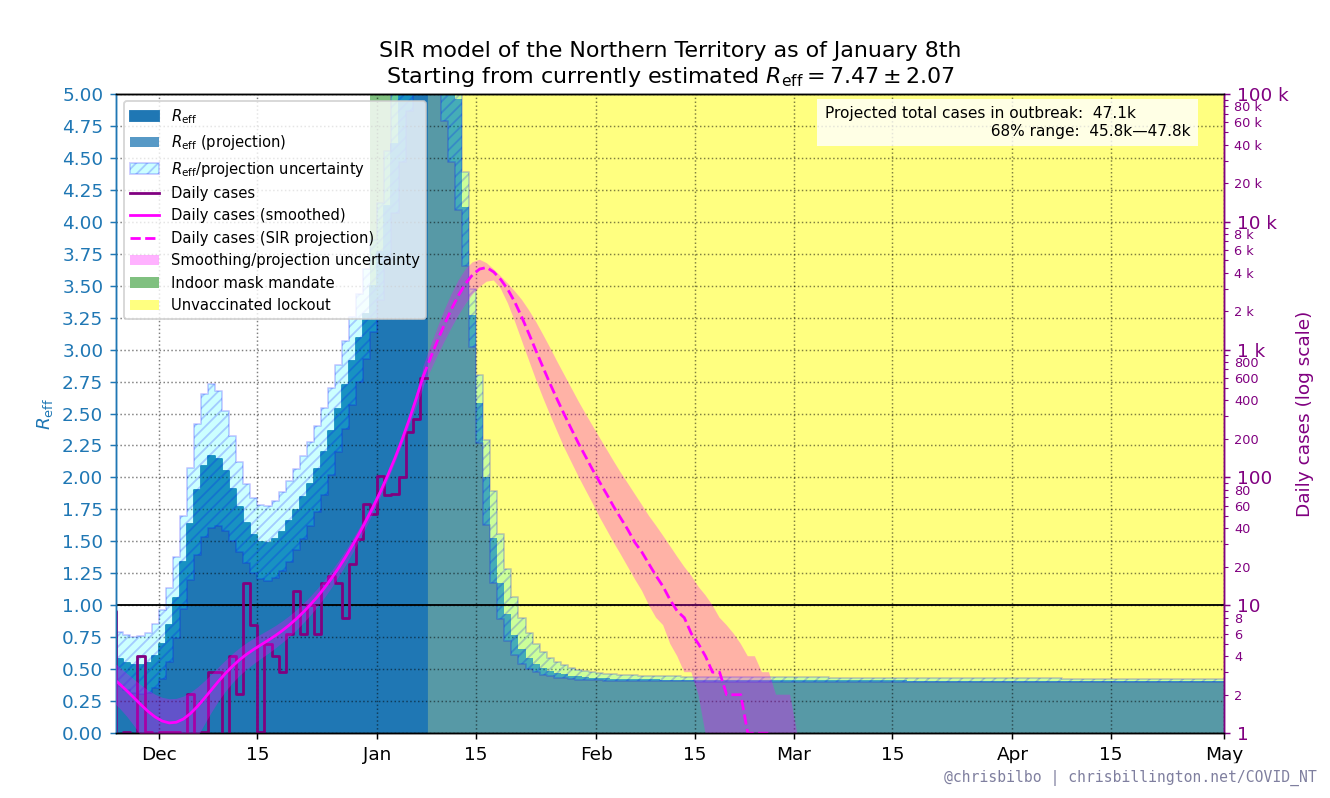 SIR model of the Northern Territory as of January 8th
Starting from currently estimated Reff = 7.47 ± 2.07
Reff
Reff (projection)
Reff/projection uncertainty
Daily cases
Daily cases (smoothed)
Daily cases (SIR projection)
Smoothing/projection uncertainty
Indoor mask mandate
Unvaccinated lockout
Projected total cases in outbreak: 47.1k
68% range: 45.8k—47.8k
Reff
5.00
4.75
4.50
4.25
4.00
3.75
3.50
3.25
3.00
2.75
2.50
2.25
2.00
1.75
1.50
1.25
1.00
0.75
0.50
0.25
0.00
Dec
15
Jan
15
Feb
15
Mar
15
Apr
15
May
100 k
80 k
60 k
40 k
20 k
10 k
8 k
6 k
4 k
2 k
1 k
800
600
400
200
100
80
60
40
20
10
8
6
4
2
1
Daily cases (log scale)
@chrisbilbo | chrisbillington.net/COVID_NT